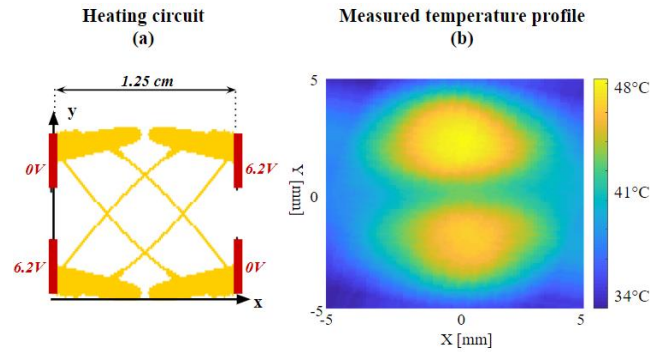 Heating circuit
(a)
1.25 cm
y
0V
6.2V
6.2V
0V
x
Measured temperature profile
(b)
5
0
-5
Y [mm]
-5
0
5
X [mm]
48°C
41°C
34°C